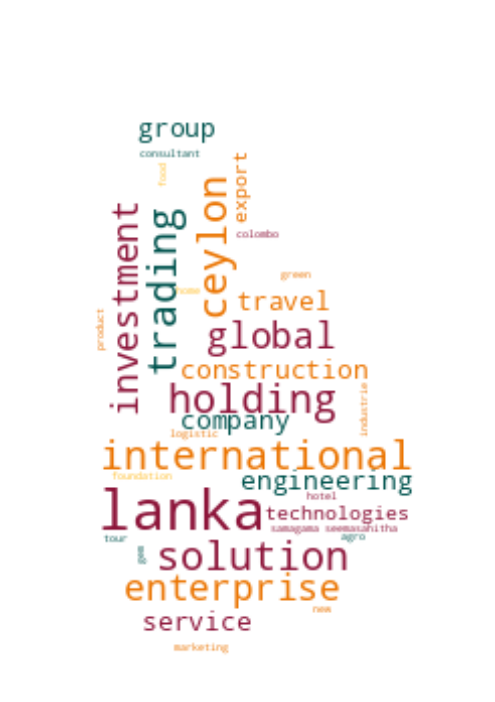 group
consultant
food
export
ceylon
investment
trading
colombo
green
home
travel
product
global
construction
holding
industrie
company
logistic
international
foundation
engineering
lanka
hotel
technologies
samagama seemasahitha
tour
agro
gem
solution
enterprise
new
service
marketing